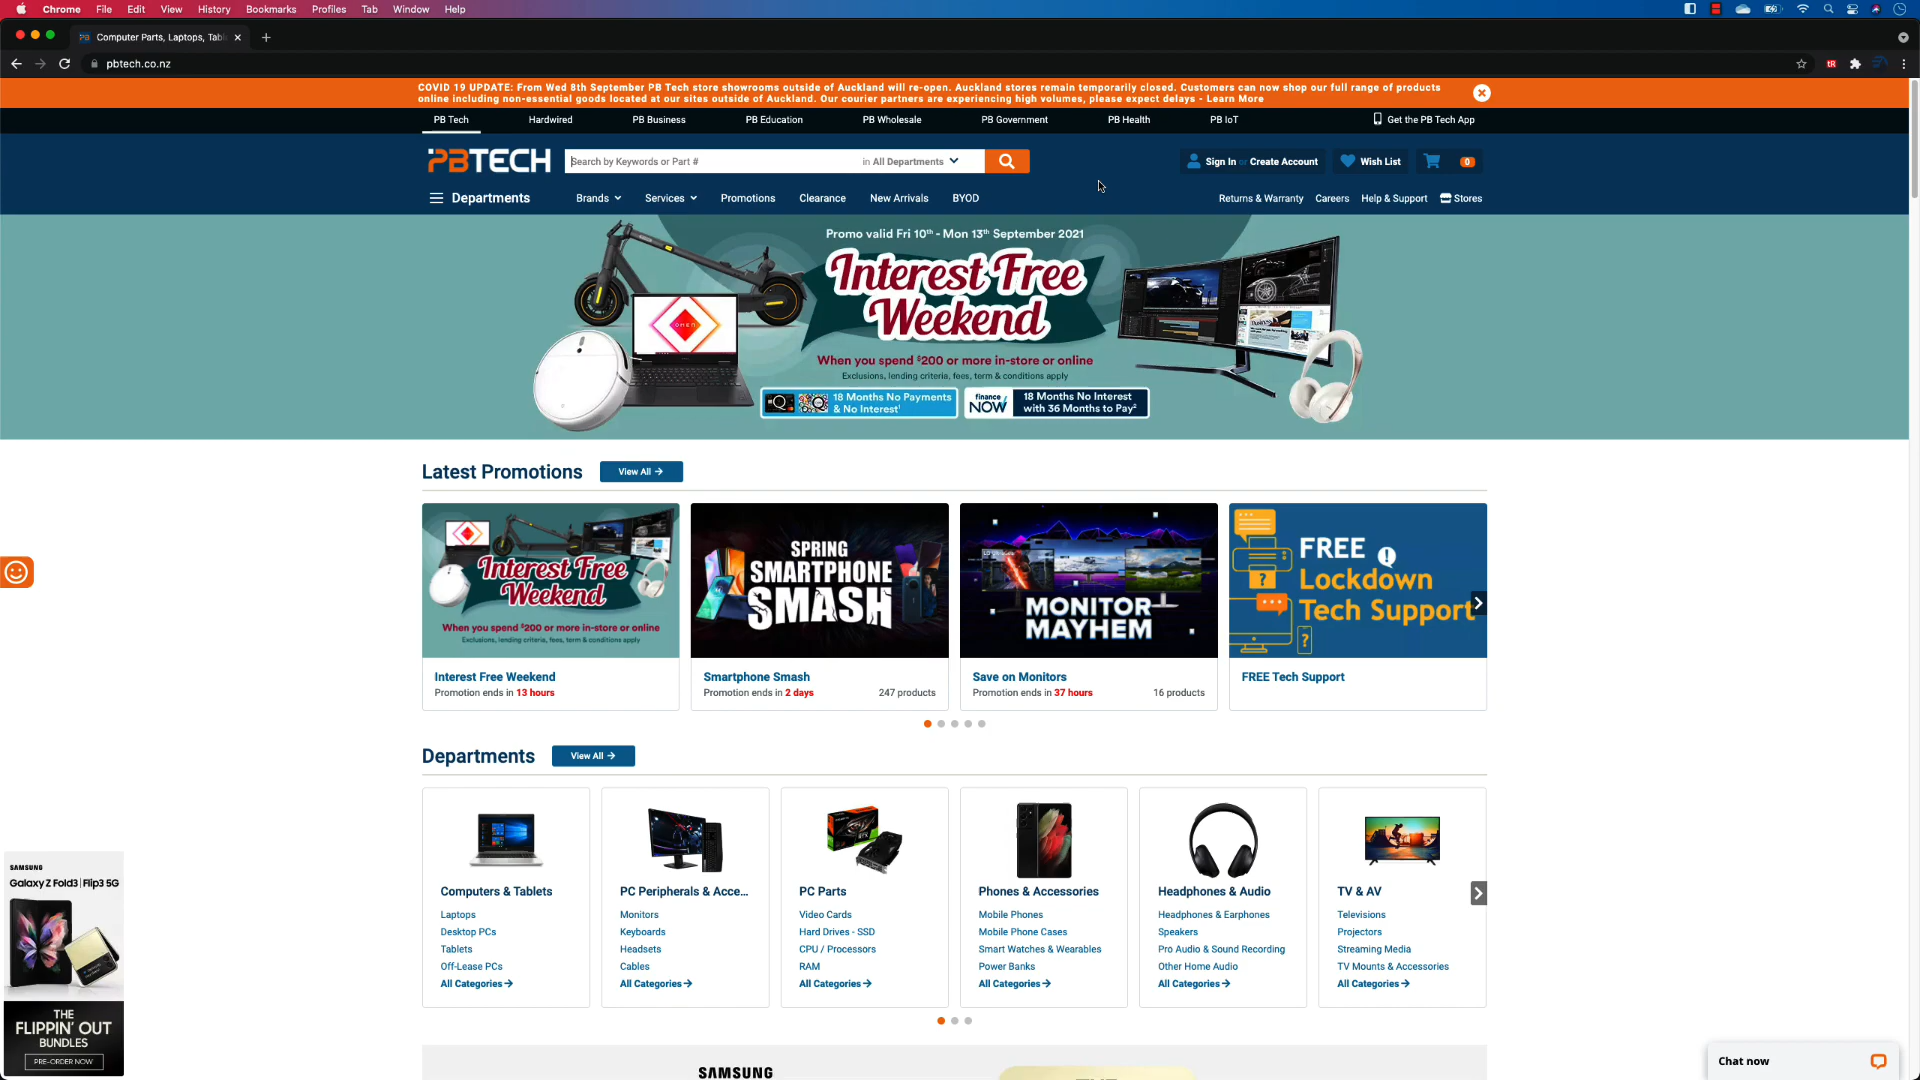 Chrome File Edit View History Bookmarks Profiles Tab Window Help
Computer Parts, Laptops, Tabl
pbtech.co.nz
COVID 19 UPDATE: From Wed 8th September PB Tech store showrooms outside of Auckland will re-open. Auckland stores remain temporarily closed. Customers can now shop our full range of products
online including non-essential goods located at our sites outside of Auckland. Our courier partners are experiencing high volumes, please expect delays - Learn More
PB Tech Hardwired PB Business PB Education PB Wholesale PB Government PB Health PB IoT Get the PB Tech App
PBTECH Search by Keywords or Part # in All Departments Sign In or Create Account Wish List 0
Departments Brands Services Promotions Clearance New Arrivals BYOD Returns & Warranty Careers Help & Support Stores
Promo valid Fri 10th - Mon 13th September 2021
Interest Free
Weekend
When you spend $200 or more in-store or online
Exclusions, lending criteria, fees, term & conditions apply
Q 18 Months No Payments
& No Interest¹
finance NOW 18 Months No Interest
with 36 Months to Pay²
OMEN
Latest Promotions View All
Interest Free
Weekend
When you spend $200 or more in-store or online
Exclusions, lending criteria, fees, term & conditions apply
SPRING
SMARTPHONE
SMASH
MONITOR
MAYHEM
FREE
Lockdown
Tech Support
Interest Free Weekend
Promotion ends in 13 hours
Smartphone Smash
Promotion ends in 2 days 247 products
Save on Monitors
Promotion ends in 37 hours 16 products
FREE Tech Support
Departments View All
Computers & Tablets
Laptops
Desktop PCs
Tablets
Off-Lease PCs
All Categories
PC Peripherals & Acce...
Monitors
Keyboards
Headsets
Cables
All Categories
PC Parts
Video Cards
Hard Drives - SSD
CPU / Processors
RAM
All Categories
Phones & Accessories
Mobile Phones
Mobile Phone Cases
Smart Watches & Wearables
Power Banks
All Categories
Headphones & Audio
Headphones & Earphones
Speakers
Pro Audio & Sound Recording
Other Home Audio
All Categories
TV & AV
Televisions
Projectors
Streaming Media
TV Mounts & Accessories
All Categories
SAMSUNG
Galaxy Z Fold3 | Flip3 5G
THE
FLIPPIN' OUT
BUNDLES
PRE-ORDER NOW
SAMSUNG
Chat now